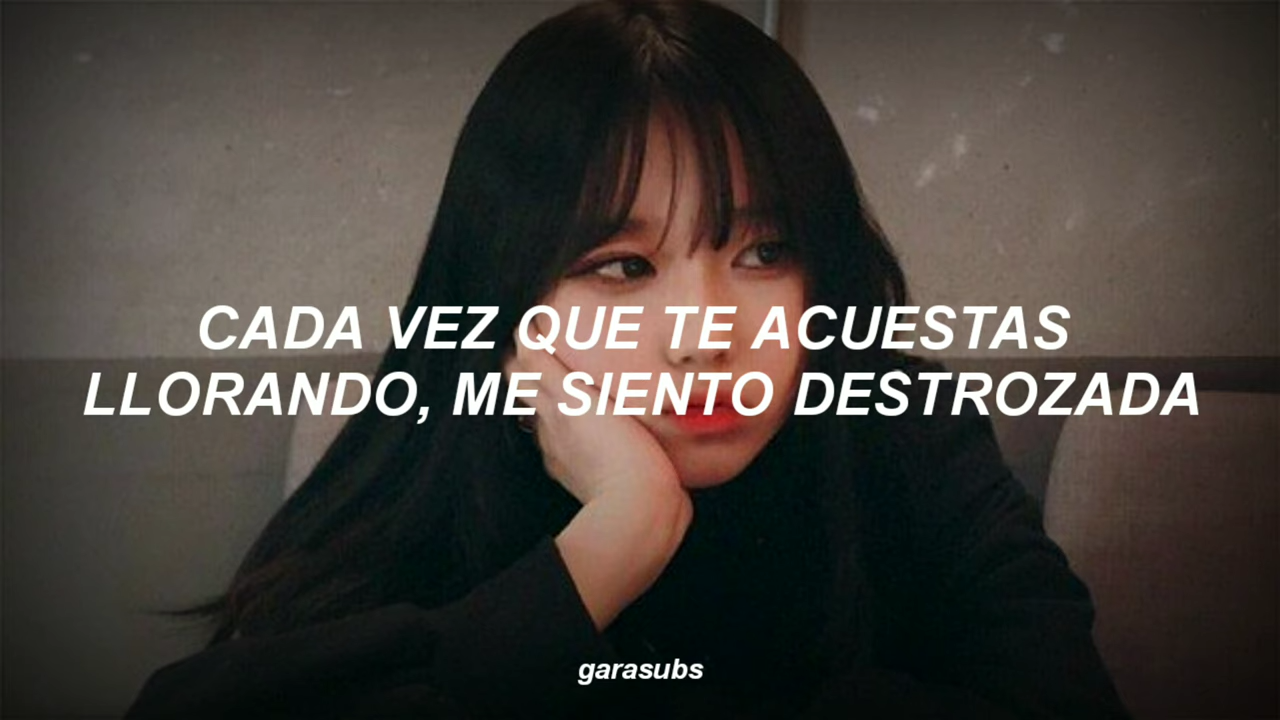 CADA VEZ QUE TE ACUESTAS
LLORANDO, ME SIENTO DESTROZADA
garasubs